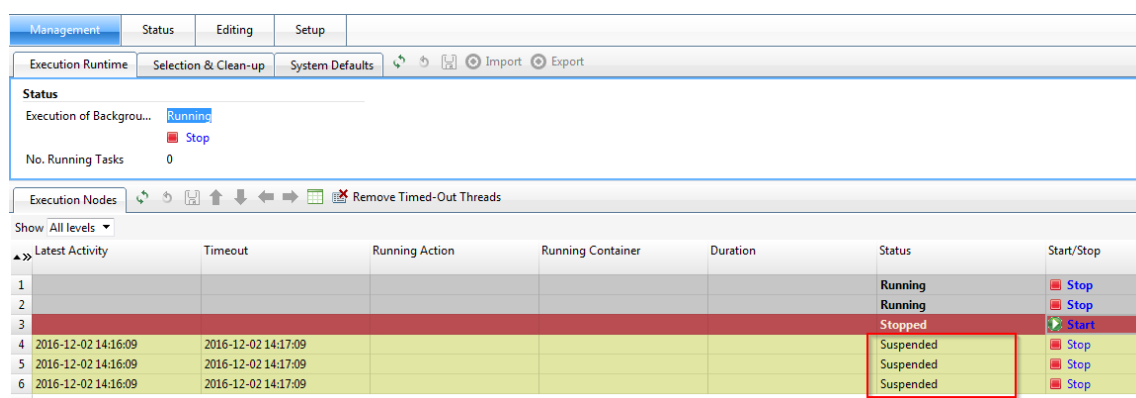 Management Status Editing Setup
Execution Runtime Selection & Clean-up System Defaults Import Export
Status
Execution of Backgrou... Running
Stop
No. Running Tasks 0
Execution Nodes Remove Timed-Out Threads
Show All levels
Latest Activity Timeout Running Action Running Container Duration Status Start/Stop
1 Running Stop
2 Running Stop
3 Stopped Start
4 2016-12-02 14:16:09 2016-12-02 14:17:09 Suspended Stop
5 2016-12-02 14:16:09 2016-12-02 14:17:09 Suspended Stop
6 2016-12-02 14:16:09 2016-12-02 14:17:09 Suspended Stop